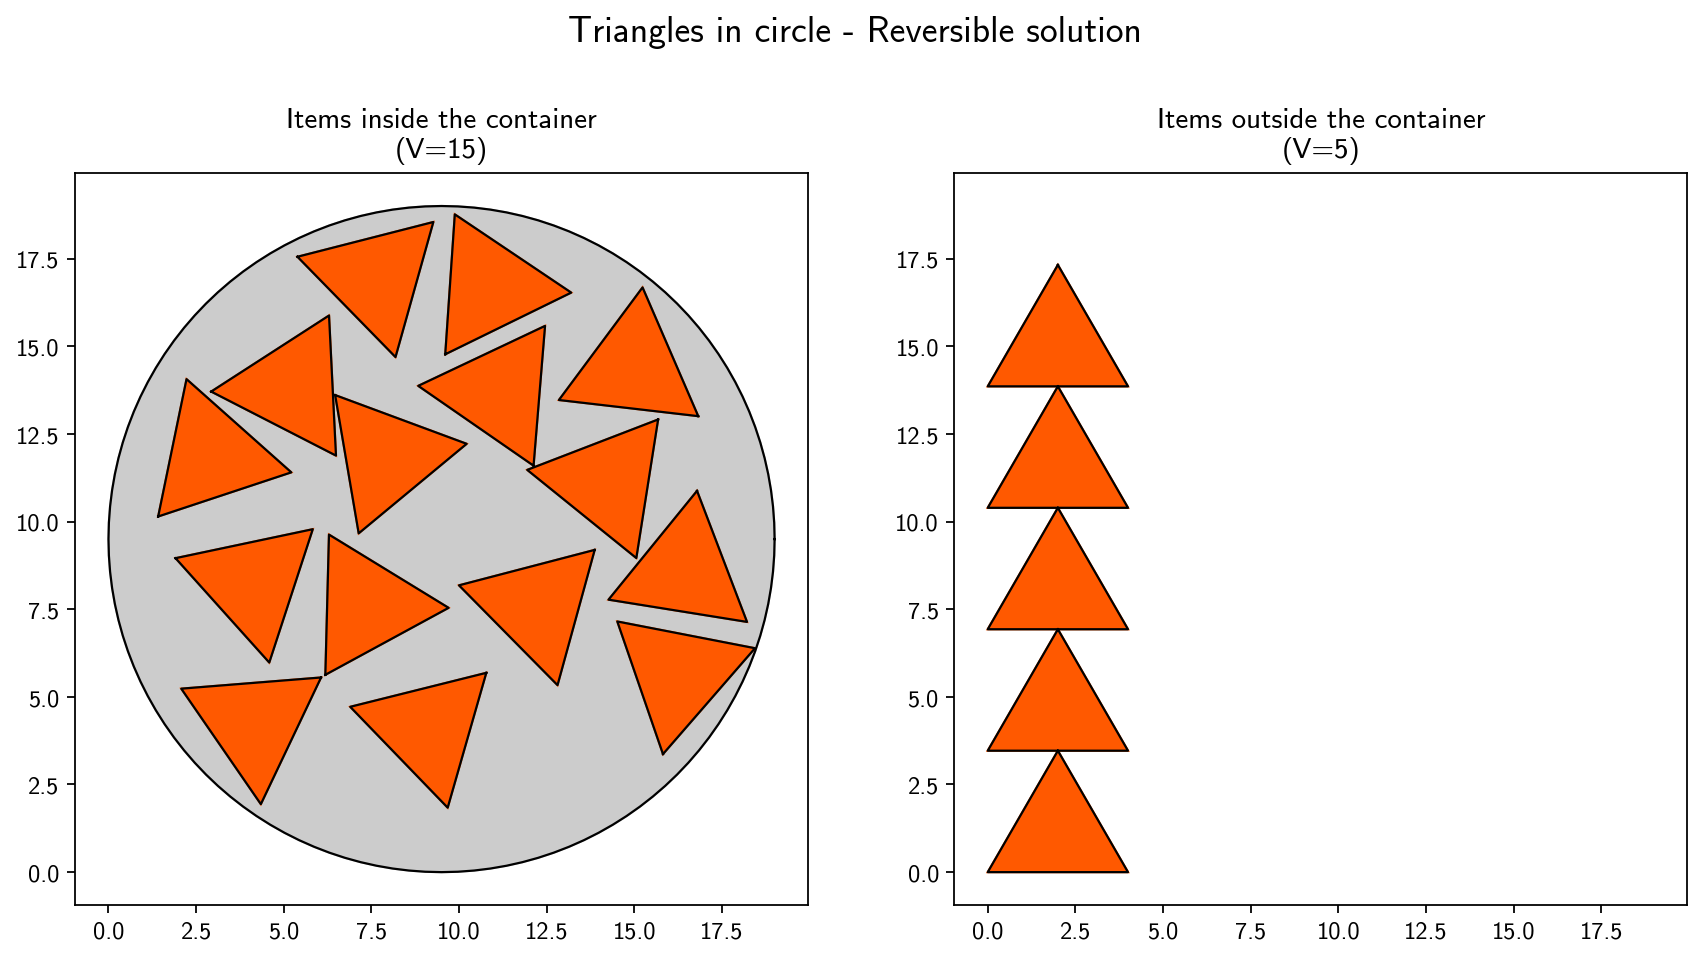 Triangles in circle - Reversible solution
Items inside the container
(V=15)
17.5
15.0
12.5
10.0
7.5
5.0
2.5
0.0
0.0 2.5 5.0 7.5 10.0 12.5 15.0 17.5
Items outside the container
(V=5)
17.5
15.0
12.5
10.0
7.5
5.0
2.5
0.0
0.0 2.5 5.0 7.5 10.0 12.5 15.0 17.5